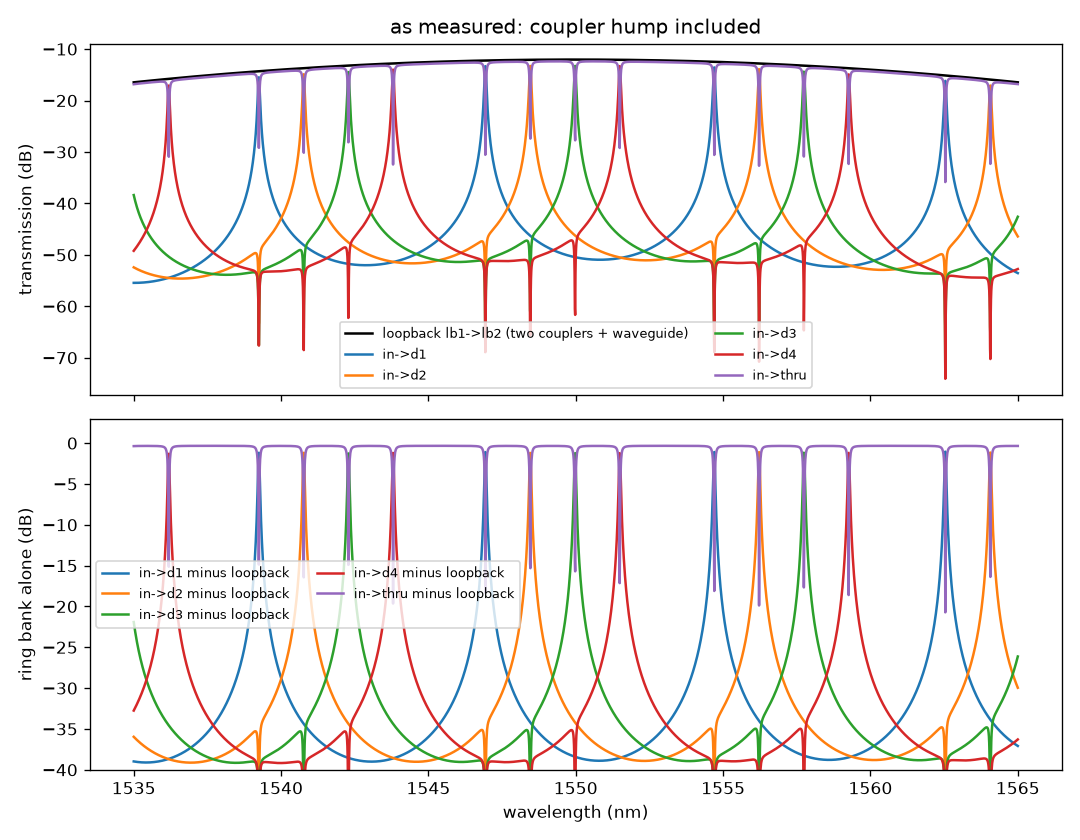 as measured: coupler hump included
transmission (dB)
−10
−20
−30
−40
−50
−60
−70
loopback lb1->lb2 (two couplers + waveguide)
in->d1
in->d2
in->d3
in->d4
in->thru
ring bank alone (dB)
0
−5
−10
−15
−20
−25
−30
−35
−40
in->d1 minus loopback
in->d2 minus loopback
in->d3 minus loopback
in->d4 minus loopback
in->thru minus loopback
1535
1540
1545
1550
1555
1560
1565
wavelength (nm)